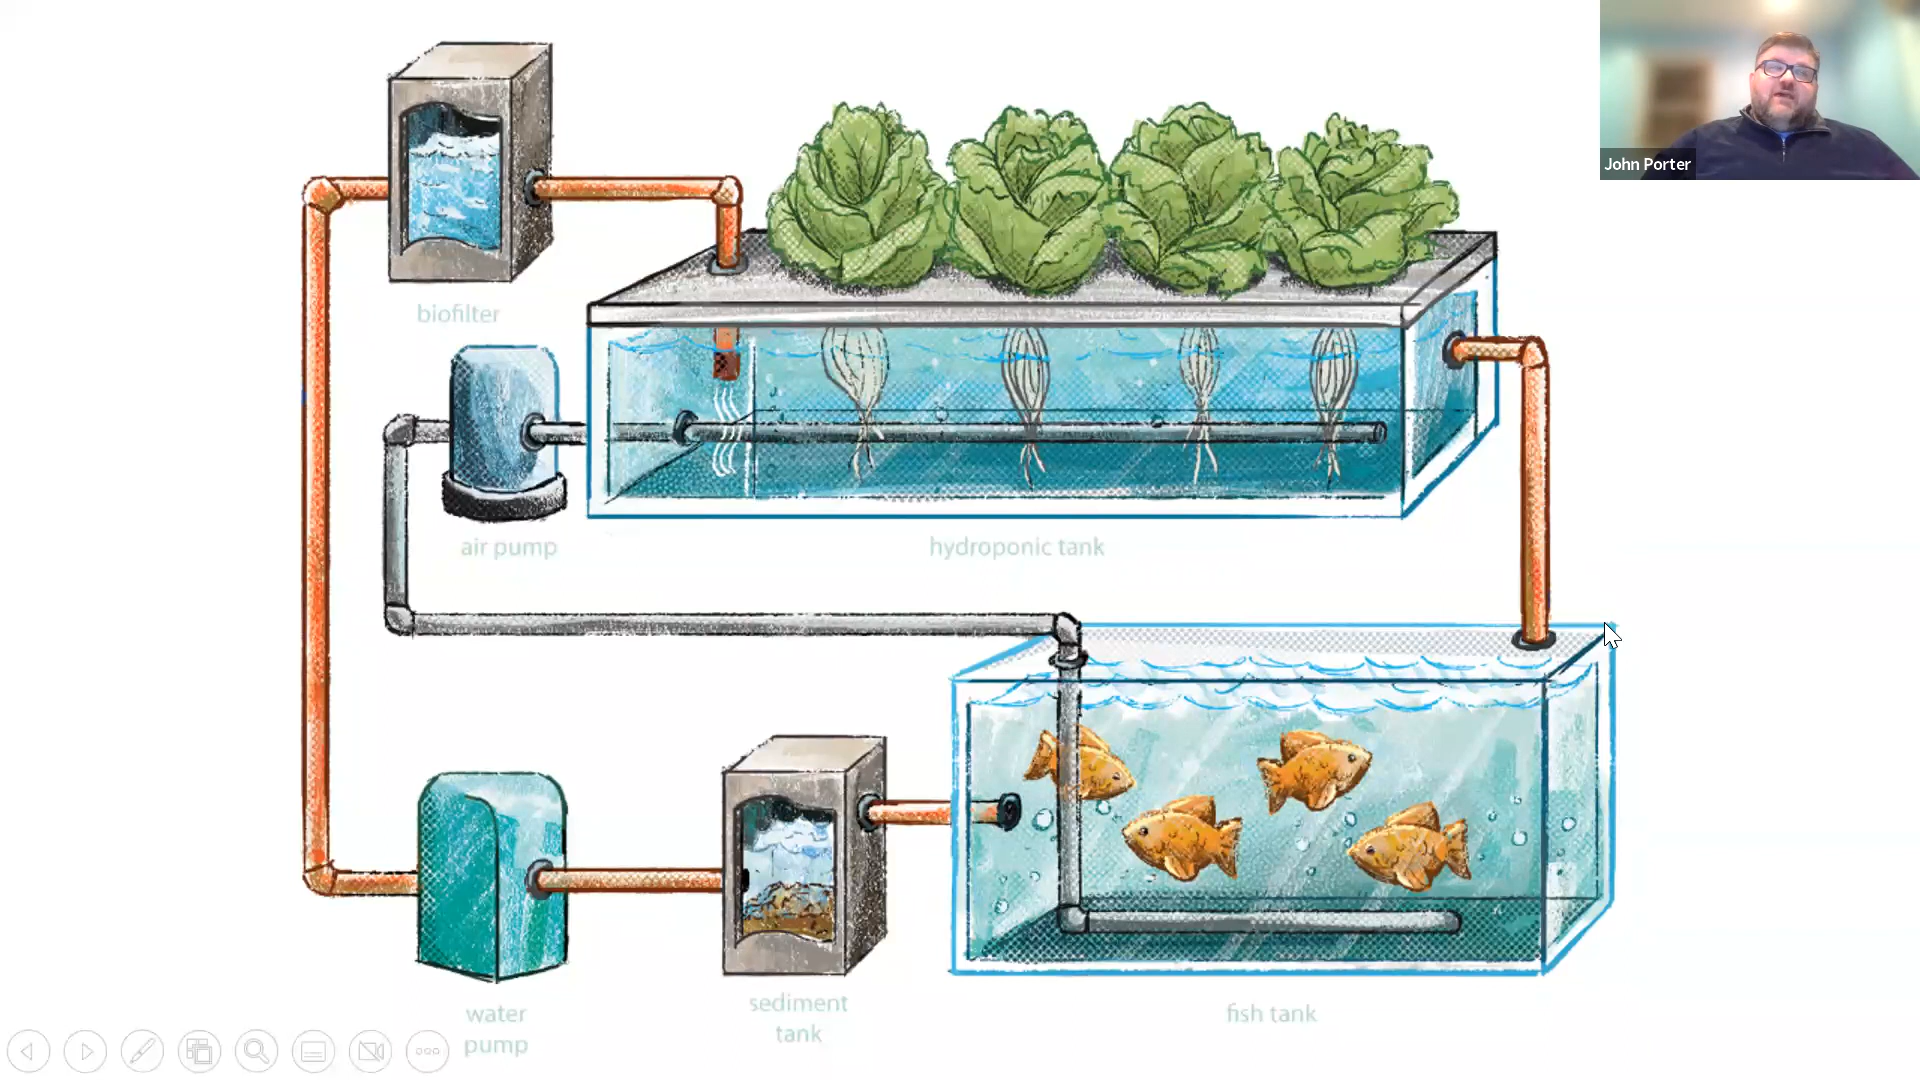 John Porter
biofilter
air pump
hydroponic tank
water
pump
sediment
tank
fish tank